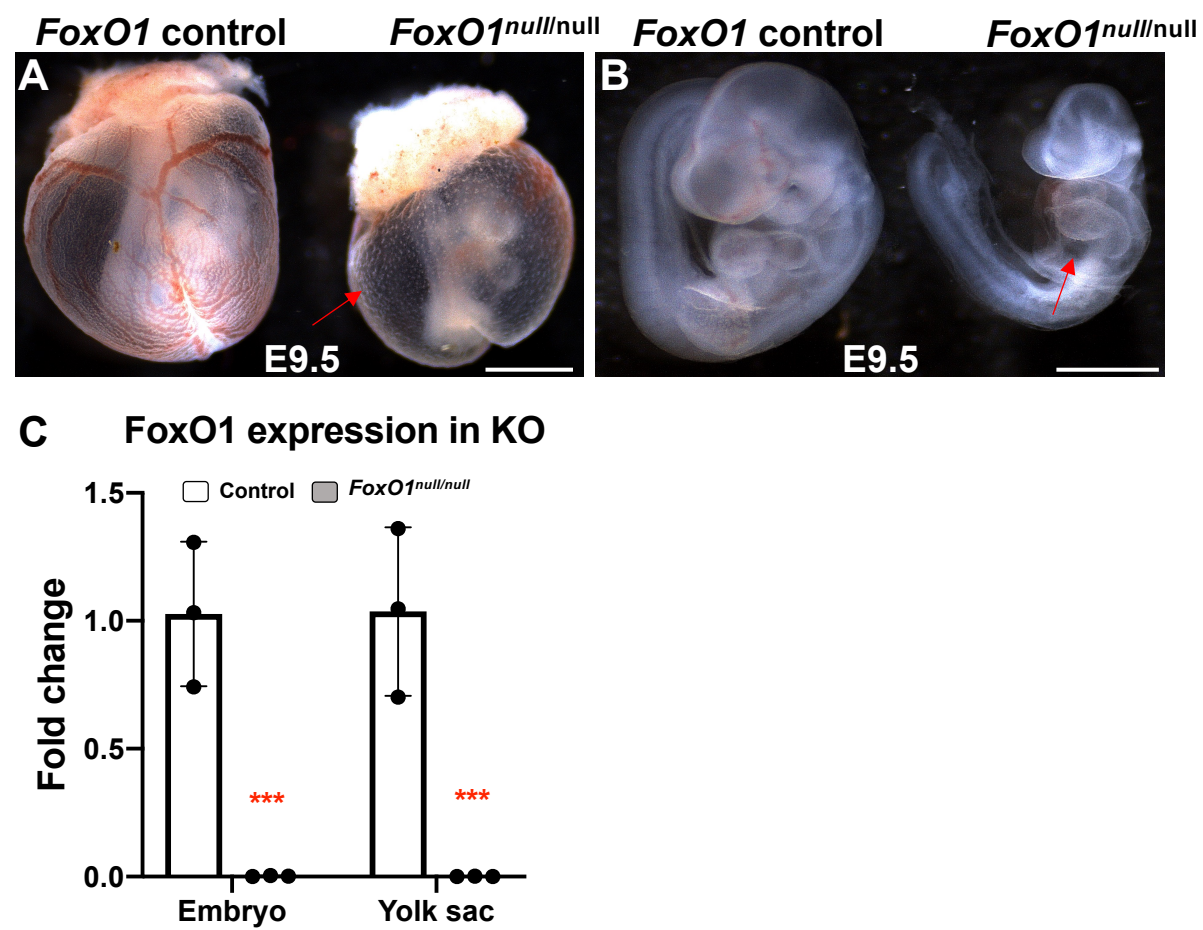 FoxO1 control FoxO1null/null FoxO1 control FoxO1null/null
A B
E9.5 E9.5
C FoxO1 expression in KO
Control FoxO1null/null
1.5
1.0
0.5
0.0
Fold change
*** ***
Embryo Yolk sac